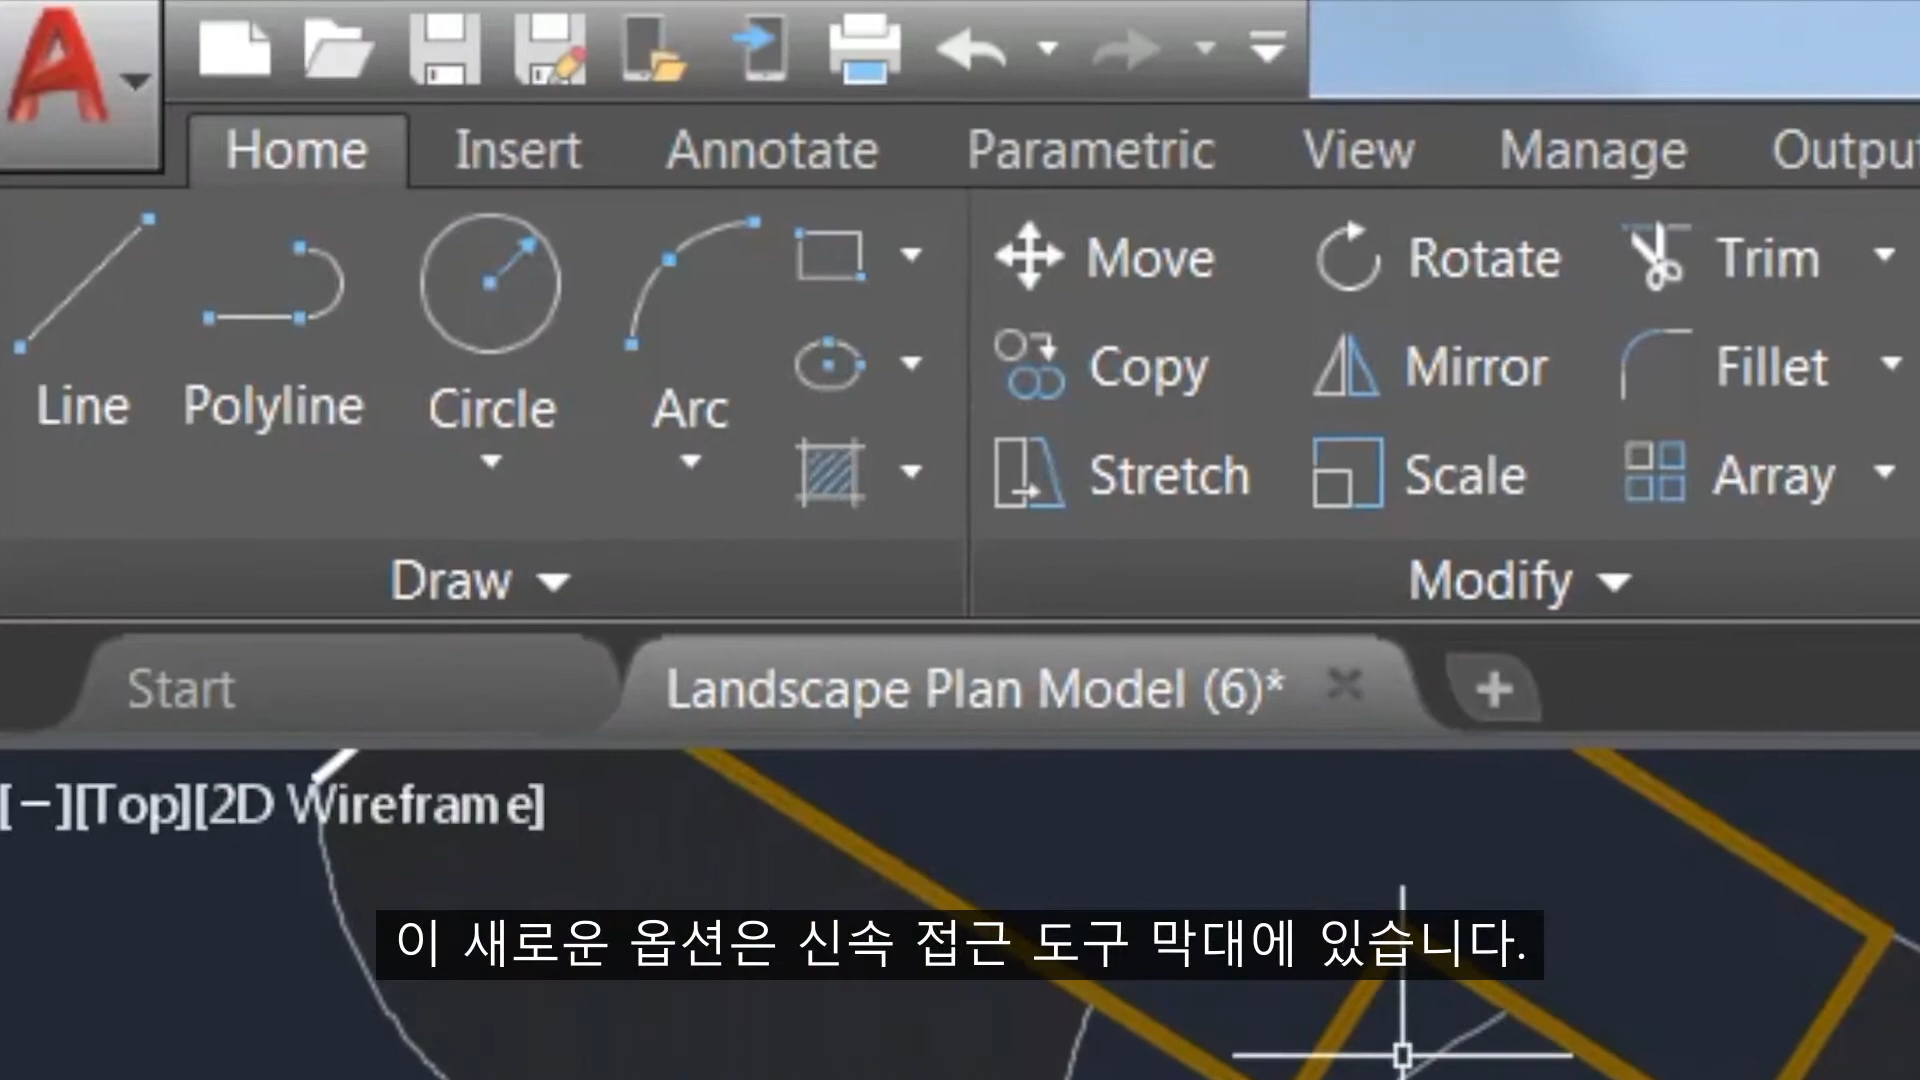 Home Insert Annotate Parametric View Manage Output
Move Rotate Trim
Copy Mirror Fillet
Line Polyline Circle Arc
Stretch Scale Array
Draw Modify
Start Landscape Plan Model (6)*
[−][Top][2D Wireframe]
이 새로운 옵션은 신속 접근 도구 막대에 있습니다.